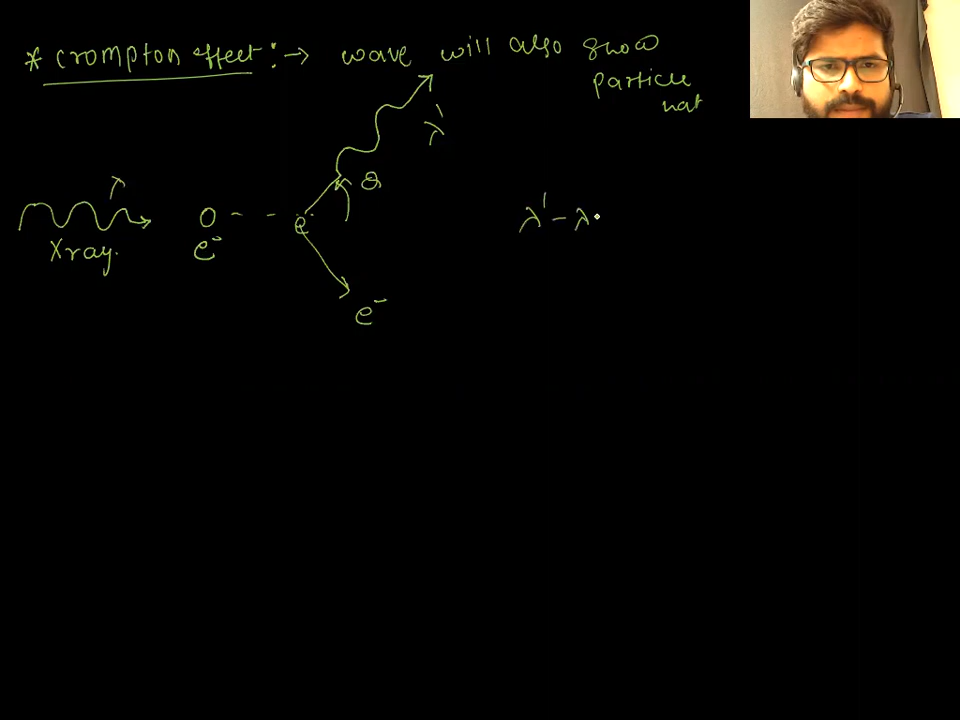 * crompton effect :→ wave will also show
particle
nat
λ'
λ
θ
e⁻
λ' - λ
Xray.
e⁻
e⁻